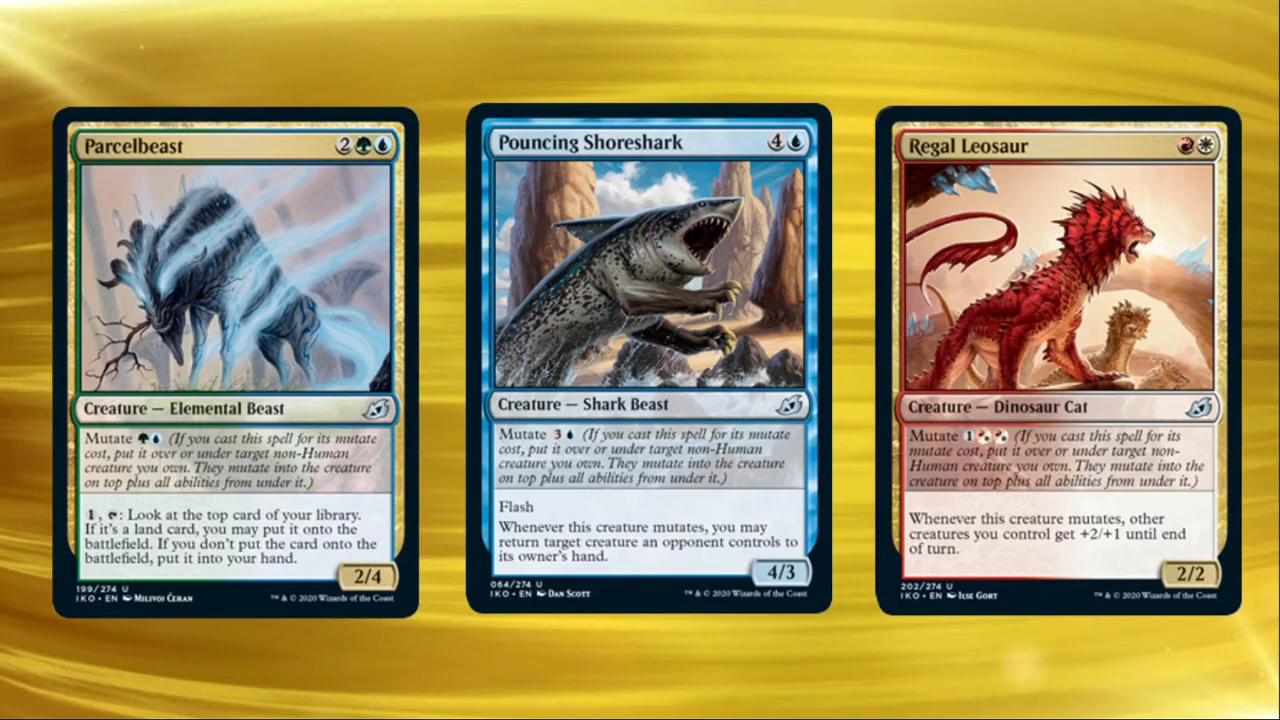 Parcelbeast 2
Creature — Elemental Beast
Mutate (If you cast this spell for its mutate
cost, put it over or under target non-Human
creature you own. They mutate into the creature
on top plus all abilities from under it.)
1, : Look at the top card of your library.
If it's a land card, you may put it onto the
battlefield. If you don't put the card onto the
battlefield, put it into your hand.
2/4
199/274 U
IKO • EN Milivoj Ćeran ™ & © 2020 Wizards of the Coast
Pouncing Shoreshark 4
Creature — Shark Beast
Mutate 3 (If you cast this spell for its mutate
cost, put it over or under target non-Human
creature you own. They mutate into the creature
on top plus all abilities from under it.)
Flash
Whenever this creature mutates, you may
return target creature an opponent controls to
its owner's hand.
4/3
064/274 U
IKO • EN Dan Scott ™ & © 2020 Wizards of the Coast
Regal Leosaur
Creature — Dinosaur Cat
Mutate 1 (If you cast this spell for its
mutate cost, put it over or under target non-
Human creature you own. They mutate into the
creature on top plus all abilities from under it.)
Whenever this creature mutates, other
creatures you control get +2/+1 until end
of turn.
2/2
202/274 U
IKO • EN Ilse Gort ™ & © 2020 Wizards of the Coast